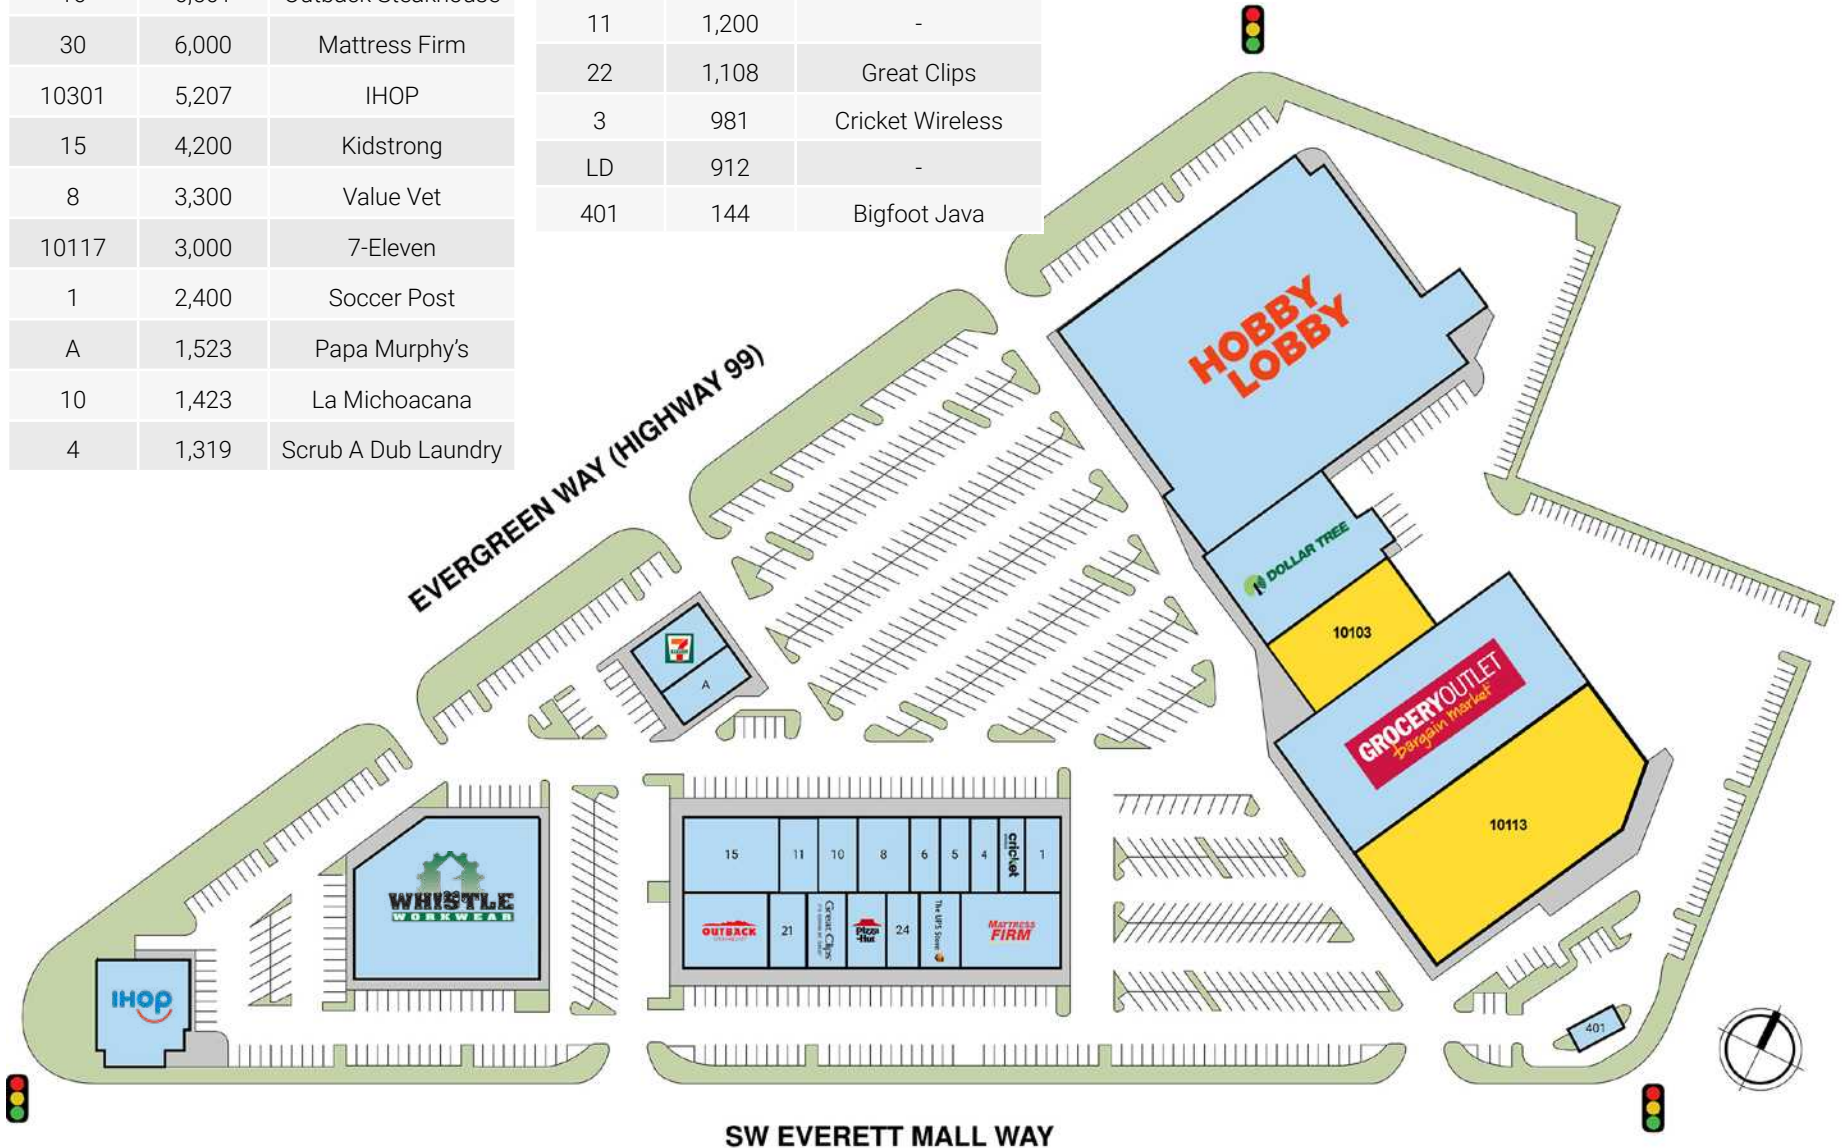 Outback Steakhouse
30 6,000 Mattress Firm
10301 5,207 IHOP
15 4,200 Kidstrong
8 3,300 Value Vet
10117 3,000 7-Eleven
1 2,400 Soccer Post
A 1,523 Papa Murphy's
10 1,423 La Michoacana
4 1,319 Scrub A Dub Laundry
11 1,200 -
22 1,108 Great Clips
3 981 Cricket Wireless
LD 912 -
401 144 Bigfoot Java
EVERGREEN WAY (HIGHWAY 99)
HOBBY
LOBBY
DOLLAR TREE
10103
GROCERY OUTLET
bargain market
10113
7
A
WHISTLE
WORKWEAR
IHOP
15
11
10
8
6
5
4
cricket
1
OUTBACK
21
Great Clips
Pizza
Hut
24
The UPS Store
MATTRESS
FIRM
401
SW EVERETT MALL WAY